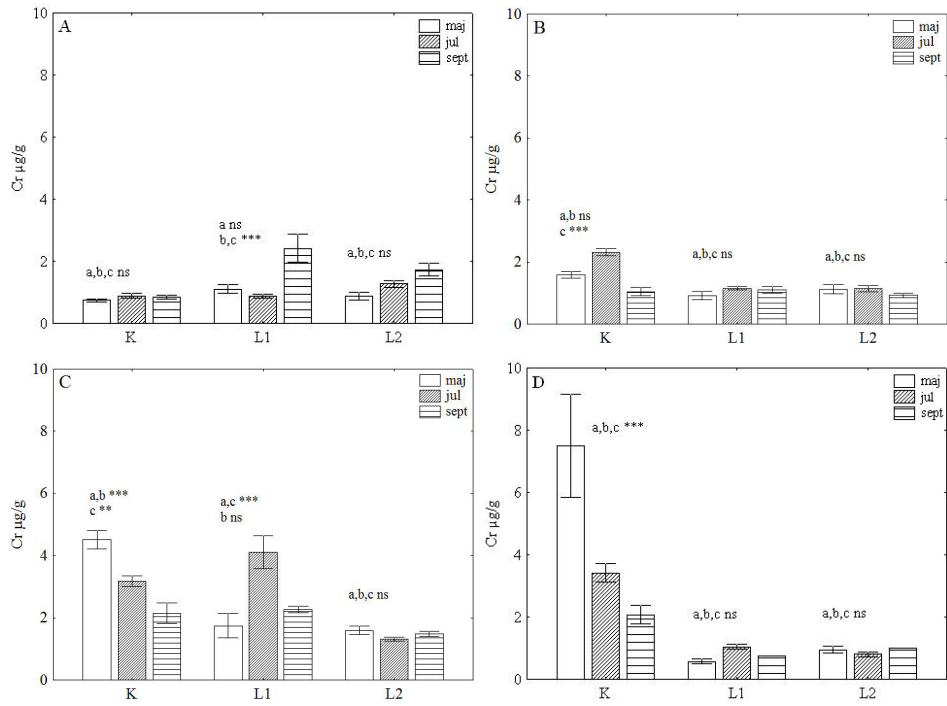 A
maj
jul
sept
10
8
6
4
2
0
Cr µg/g
a,b,c ns
a ns
b,c ***
a,b,c ns
K
L1
L2
B
maj
jul
sept
10
8
6
4
2
0
Cr µg/g
a,b ns
c ***
a,b,c ns
a,b,c ns
K
L1
L2
C
maj
jul
sept
10
8
6
4
2
0
Cr µg/g
a,b ***
c **
a,c ***
b ns
a,b,c ns
K
L1
L2
D
maj
jul
sept
10
8
6
4
2
0
Cr µg/g
a,b,c ***
a,b,c ns
a,b,c ns
K
L1
L2